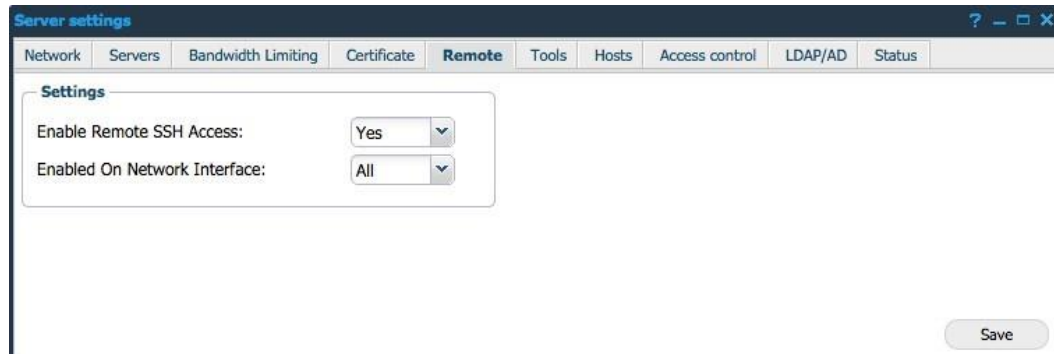 Server settings
Network Servers Bandwidth Limiting Certificate Remote Tools Hosts Access control LDAP/AD Status
Settings
Enable Remote SSH Access: Yes
Enabled On Network Interface: All
Save